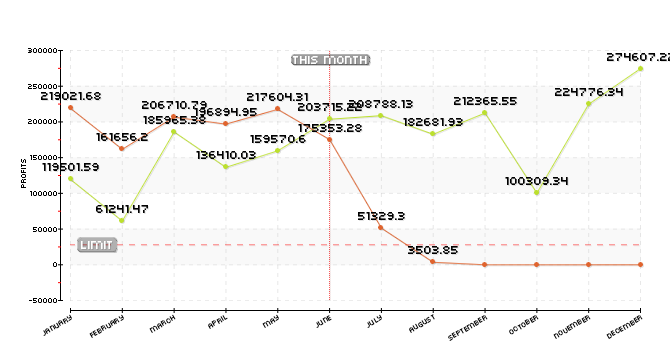 THIS MONTH
300000
250000
200000
150000
100000
50000
0
-50000
PROFITS
219021.68
161656.2
206710.79
196894.95
217604.31
175353.28
51329.3
3503.85
119501.59
61241.47
185965.38
136410.03
159570.6
203715.22
208788.13
182681.93
212365.55
100309.34
224776.34
274607.22
LIMIT
JANUARY
FEBRUARY
MARCH
APRIL
MAY
JUNE
JULY
AUGUST
SEPTEMBER
OCTOBER
NOVEMBER
DECEMBER